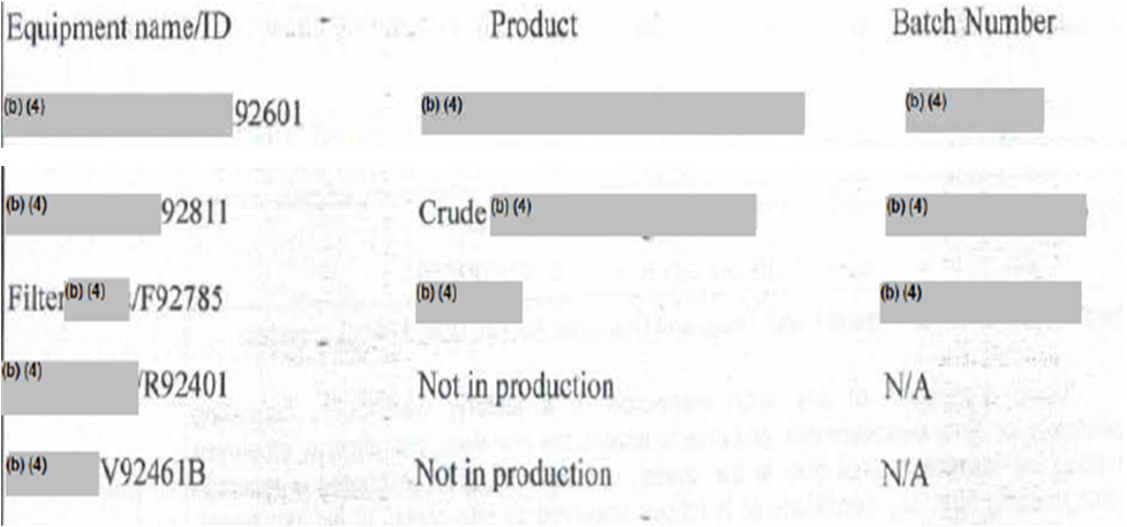 Equipment name/ID Product Batch Number
(b) (4) 92601 (b) (4) (b) (4)
(b) (4) 92811 Crude (b) (4) (b) (4)
Filter (b) (4) /F92785 (b) (4) (b) (4)
(b) (4) /R92401 Not in production N/A
(b) (4) V92461B Not in production N/A